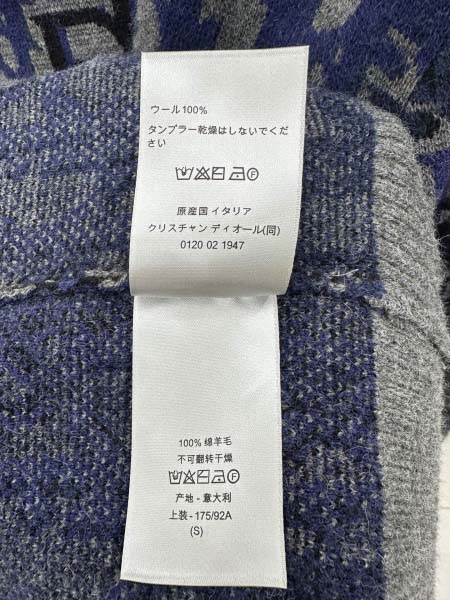 ウール100%
タンブラー乾燥はしないでくだ
さい
原産国 イタリア
クリスチャン ディオール(同)
0120 02 1947
100% 绵羊毛
不可翻转干燥
产地 - 意大利
上装 - 175/92A
(S)